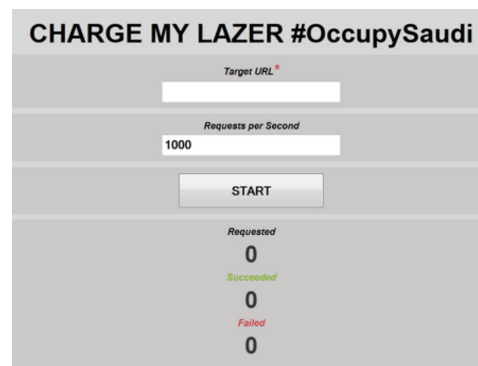 CHARGE MY LAZER #OccupySaudi
Target URL*
Requests per Second
1000
START
Requested
0
Succeeded
0
Failed
0